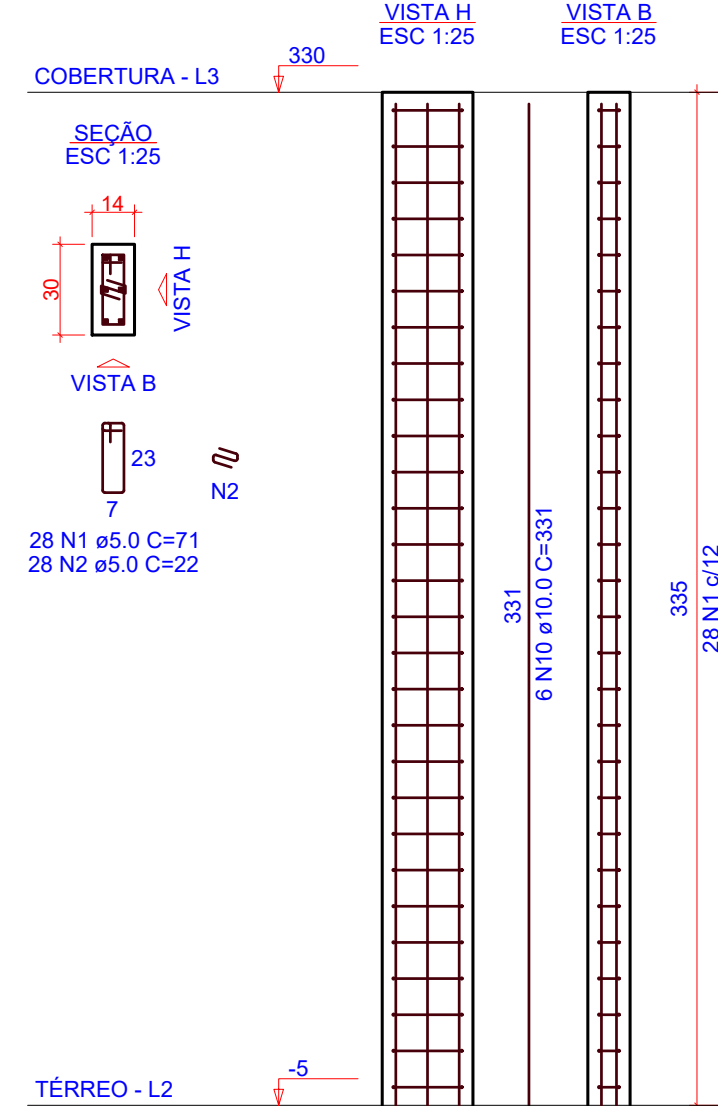 VISTA H
ESC 1:25
VISTA B
ESC 1:25
COBERTURA - L3
330
SEÇÃO
ESC 1:25
14
30
VISTA H
VISTA B
23
7
N2
28 N1 ø5.0 C=71
28 N2 ø5.0 C=22
331
6 N10 ø10.0 C=331
335
28 N1 c/12
TÉRREO - L2
-5